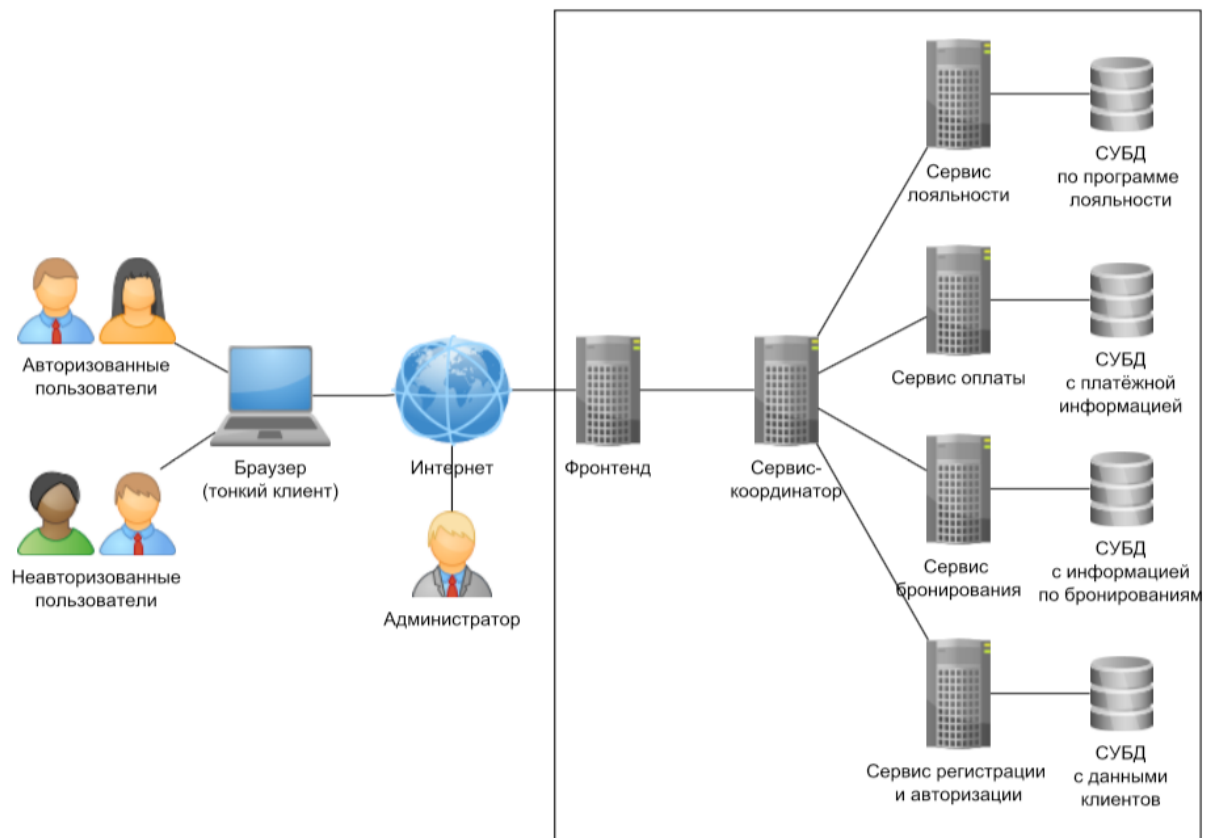 Авторизованные
пользователи
Неавторизованные
пользователи
Браузер
(тонкий клиент)
Интернет
Администратор
Фронтенд
Сервис-
координатор
Сервис
лояльности
СУБД
по программе
лояльности
Сервис оплаты
СУБД
с платёжной
информацией
Сервис
бронирования
СУБД
с информацией
по бронированиям
Сервис регистрации
и авторизации
СУБД
с данными
клиентов